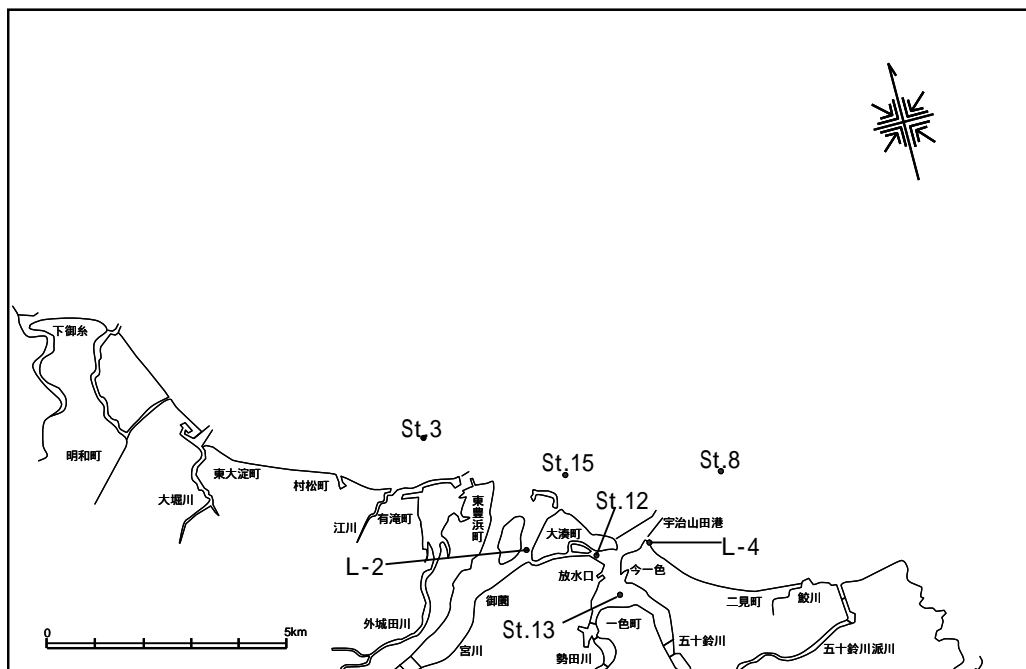 下御糸
St.3
明和町
東大淀町
St.15
St.8
村松町
大堀川
東豊浜町
St.12
江川
有滝町
大湊町
宇治山田港
L-4
L-2
放水口
今一色
御薗
二見町
鮫川
0
5km
外城田川
St.13
一色町
宮川
勢田川
五十鈴川
五十鈴川派川